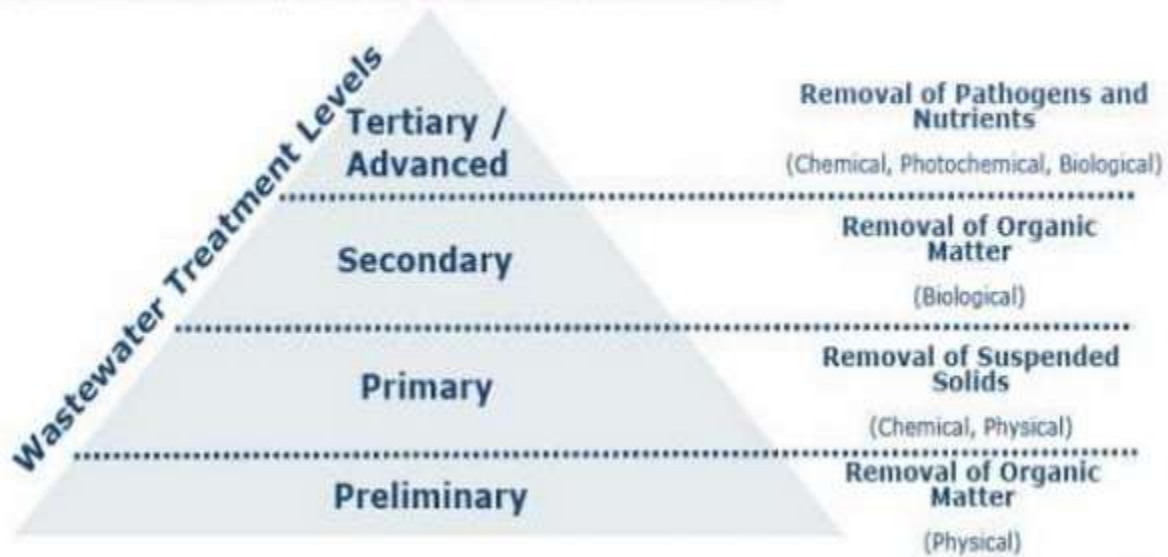 Wastewater Treatment Levels
Tertiary /
Advanced
Removal of Pathogens and
Nutrients
(Chemical, Photochemical, Biological)
Secondary
Removal of Organic
Matter
(Biological)
Primary
Removal of Suspended
Solids
(Chemical, Physical)
Preliminary
Removal of Organic
Matter
(Physical)